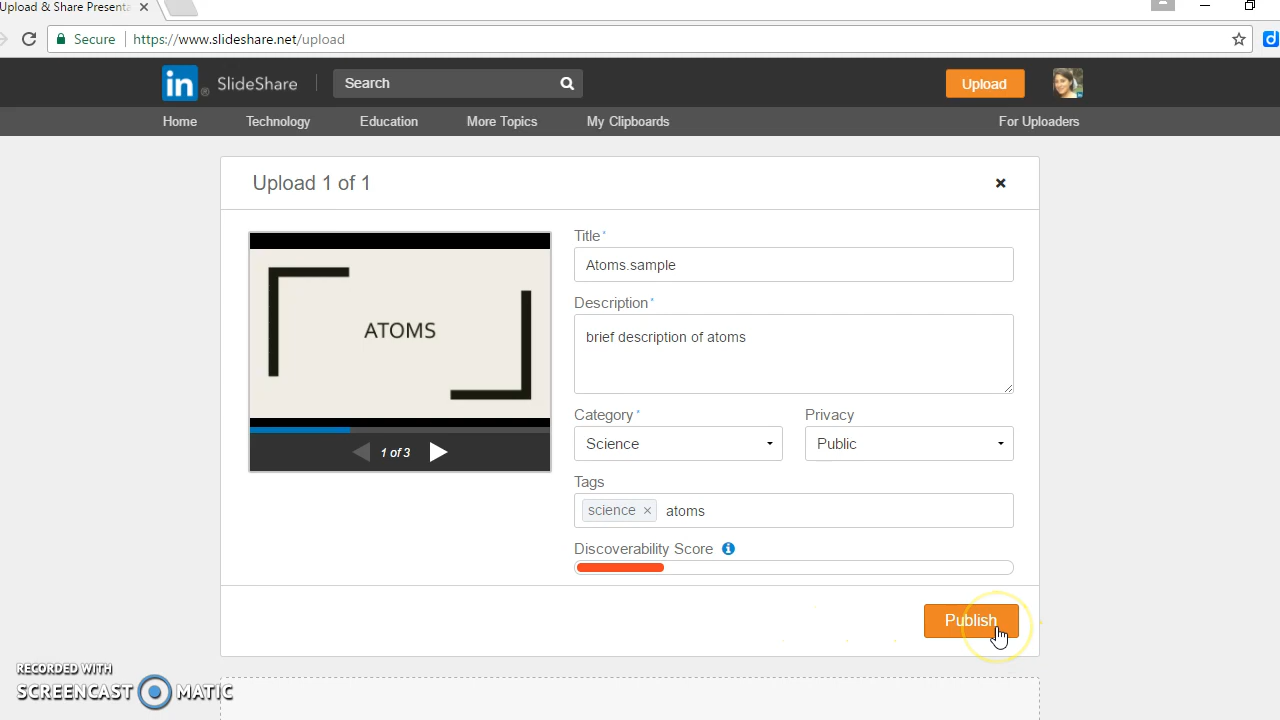 Upload & Share Presenta
Secure https://www.slideshare.net/upload
in® SlideShare Search Upload
Home Technology Education More Topics My Clipboards For Uploaders
Upload 1 of 1
Title*
Atoms.sample
Description*
brief description of atoms
ATOMS
Category* Privacy
Science Public
1 of 3
Tags
science × atoms
Discoverability Score
Publish
RECORDED WITH
SCREENCAST MATIC